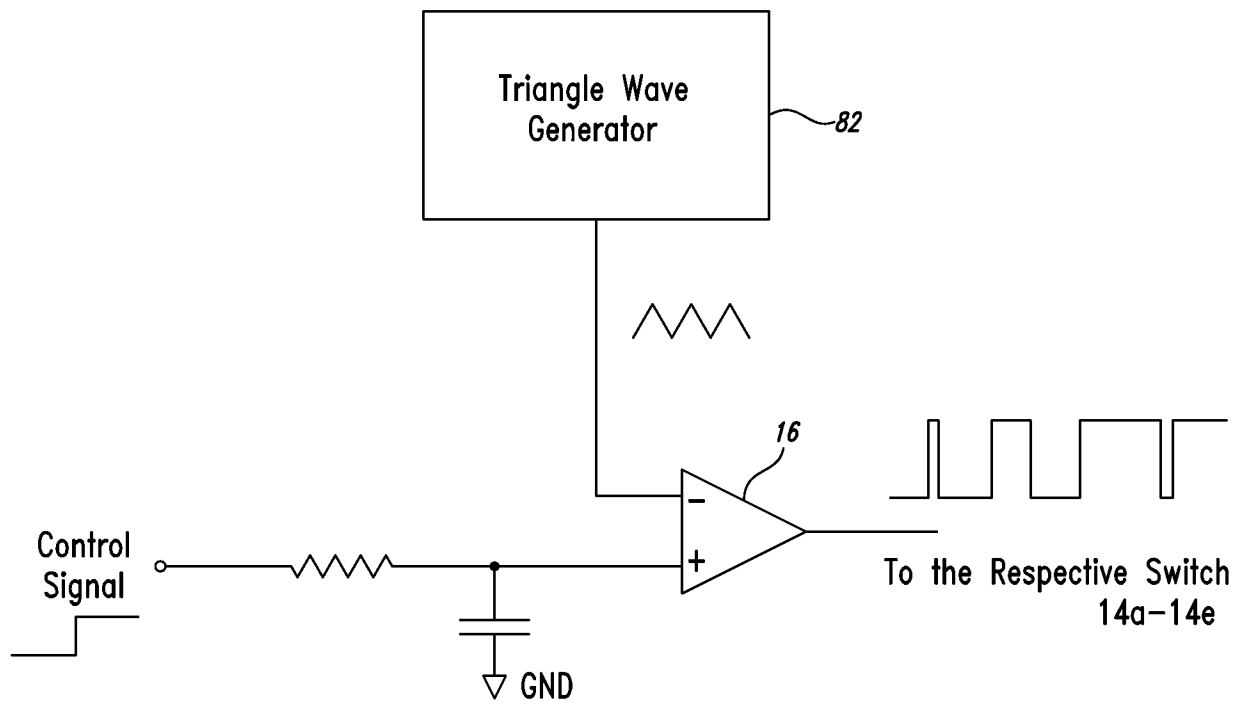 Triangle Wave
Generator
82
16
−
+
Control
Signal
To the Respective Switch
14a−14e
GND